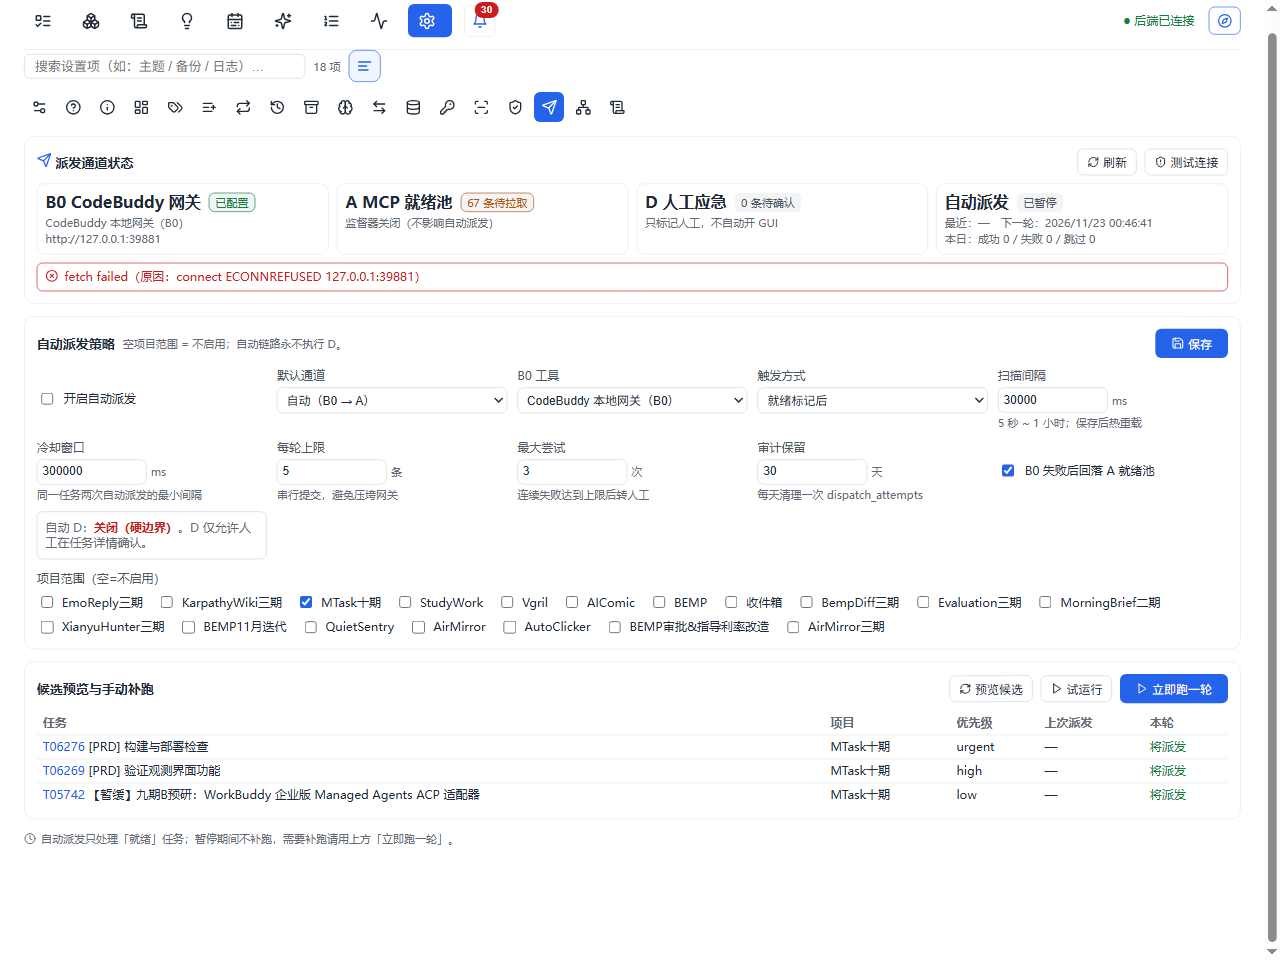 30
后端已连接
搜索设置项（如：主题 / 备份 / 日志）…
18 项
派发通道状态
刷新
测试连接
B0 CodeBuddy 网关 已配置
CodeBuddy 本地网关（B0）
http://127.0.0.1:39881
A MCP 就绪池 67 条待拉取
监督器关闭（不影响自动派发）
D 人工应急 0 条待确认
只标记人工，不自动开 GUI
自动派发 已暂停
最近：— 下一轮：2026/11/23 00:46:41
本日：成功 0 / 失败 0 / 跳过 0
fetch failed（原因：connect ECONNREFUSED 127.0.0.1:39881）
自动派发策略 空项目范围 = 不启用；自动链路永不执行 D。
保存
开启自动派发
默认通道
自动（B0 → A）
B0 工具
CodeBuddy 本地网关（B0）
触发方式
就绪标记后
扫描间隔
30000 ms
5 秒 ~ 1 小时；保存后热重载
冷却窗口
300000 ms
同一任务两次自动派发的最小间隔
每轮上限
5 条
串行提交，避免压垮网关
最大尝试
3 次
连续失败达到上限后转人工
审计保留
30 天
每天清理一次 dispatch_attempts
B0 失败后回落 A 就绪池
自动 D：关闭（硬边界）。D 仅允许人
工在任务详情确认。
项目范围（空=不启用）
EmoReply三期 KarpathyWiki三期 MTask十期 StudyWork Vgril AIComic BEMP 收件箱 BempDiff三期 Evaluation三期 MorningBrief二期
XianyuHunter三期 BEMP11月迭代 QuietSentry AirMirror AutoClicker BEMP审批&指导利率改造 AirMirror三期
候选预览与手动补跑
预览候选
试运行
立即跑一轮
任务 项目 优先级 上次派发 本轮
T06276 [PRD] 构建与部署检查 MTask十期 urgent — 将派发
T06269 [PRD] 验证观测界面功能 MTask十期 high — 将派发
T05742 【暂缓】九期B预研：WorkBuddy 企业版 Managed Agents ACP 适配器 MTask十期 low — 将派发
自动派发只处理「就绪」任务；暂停期间不补跑，需要补跑请用上方「立即跑一轮」。